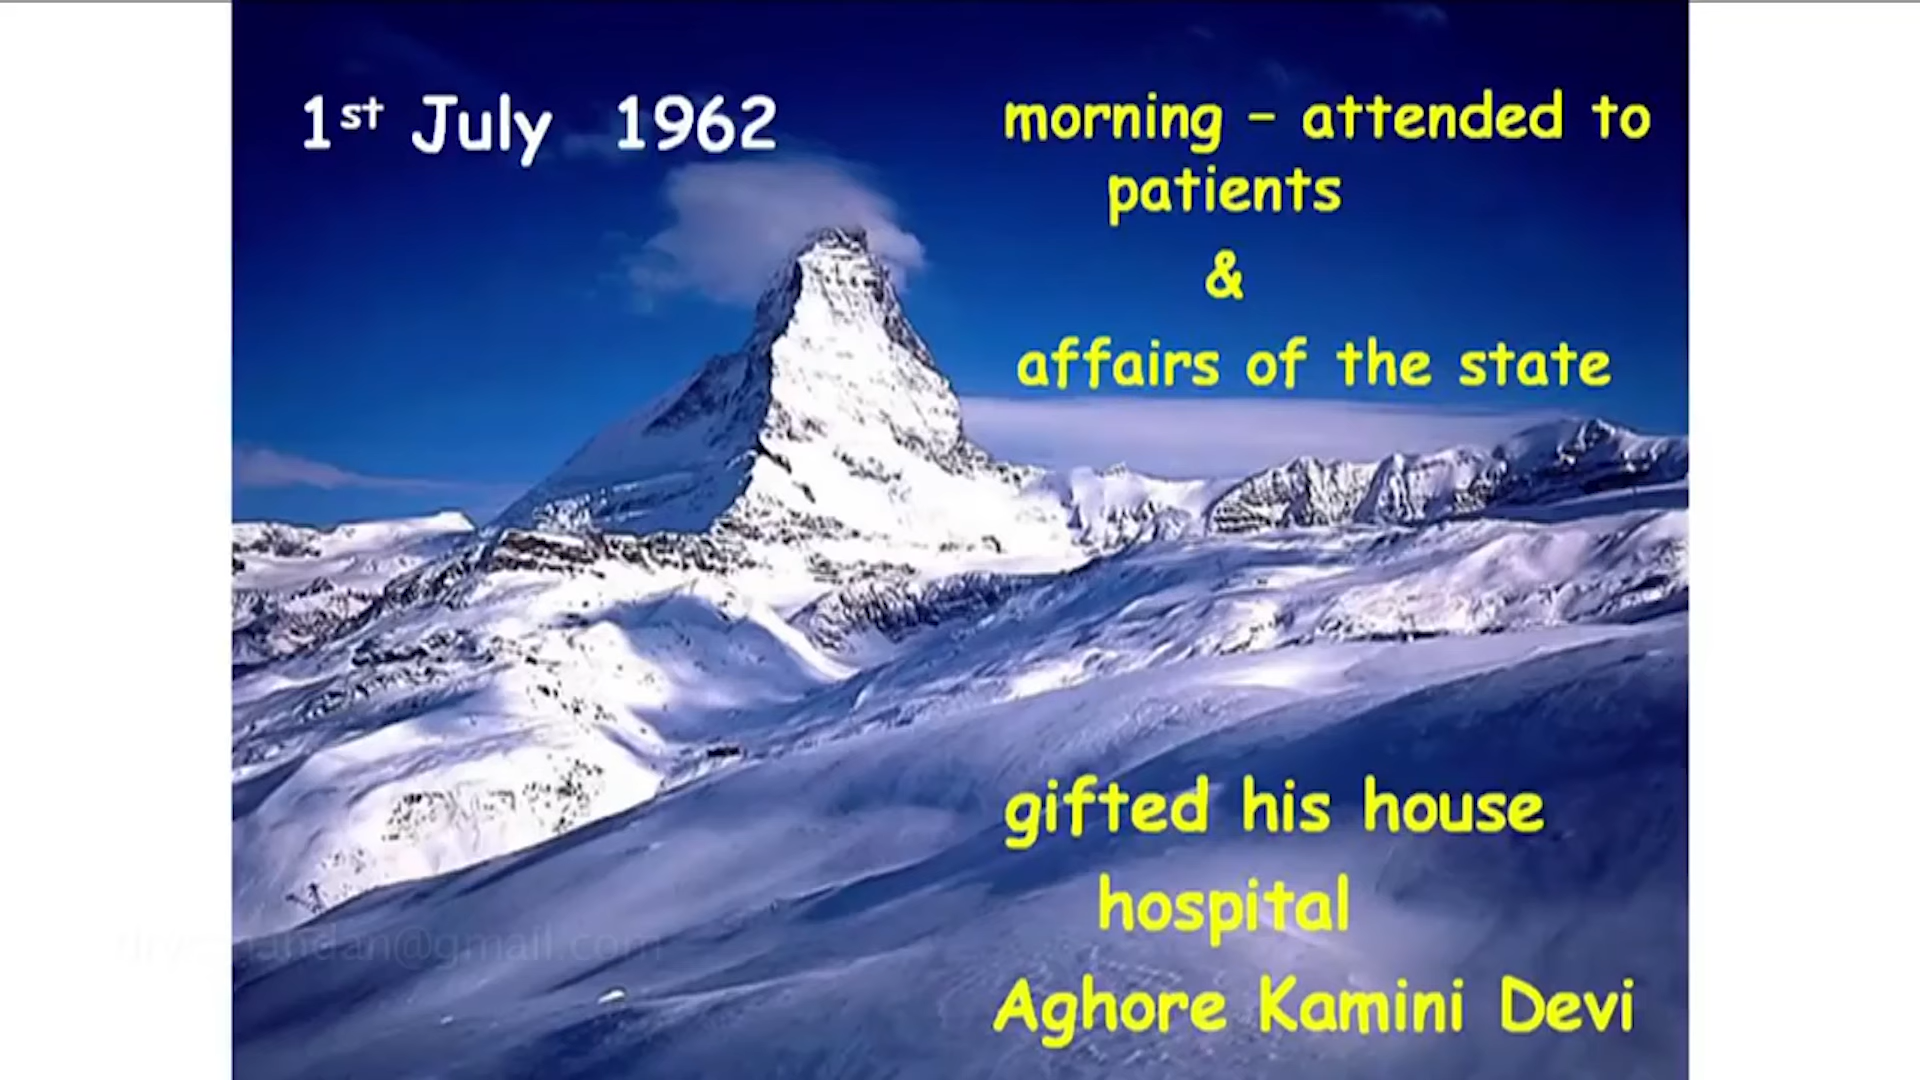 1st July 1962
morning – attended to
patients
&
affairs of the state
gifted his house
hospital
Aghore Kamini Devi